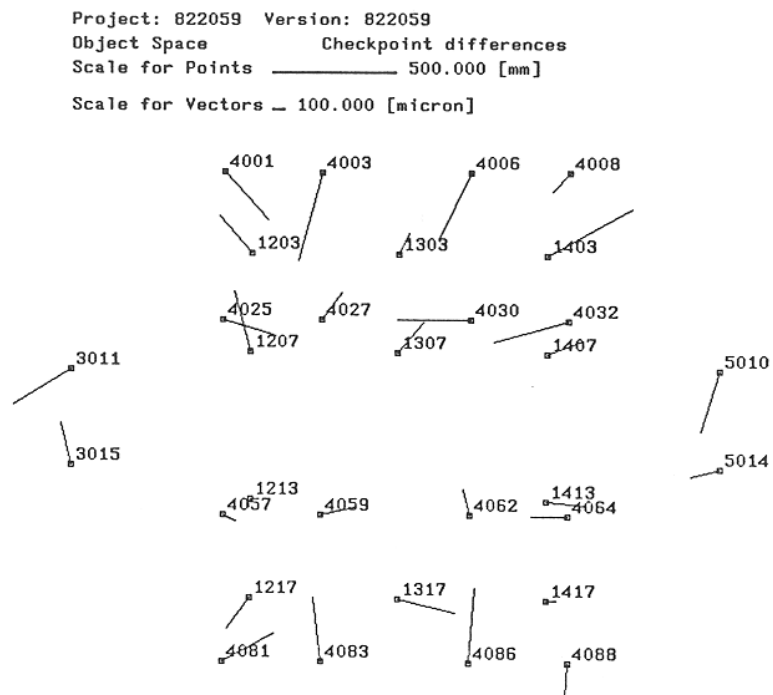 Project: 822059 Version: 822059
Object Space Checkpoint differences
Scale for Points 500.000 [mm]
Scale for Vectors 100.000 [micron]
4001 4003 4006 4008
1203 1303 1403
4025 4027 4030 4032
1207 1307 1407
3011 5010
3015 5014
1213 1413
4057 4059 4062 4064
1217 1317 1417
4081 4083 4086 4088